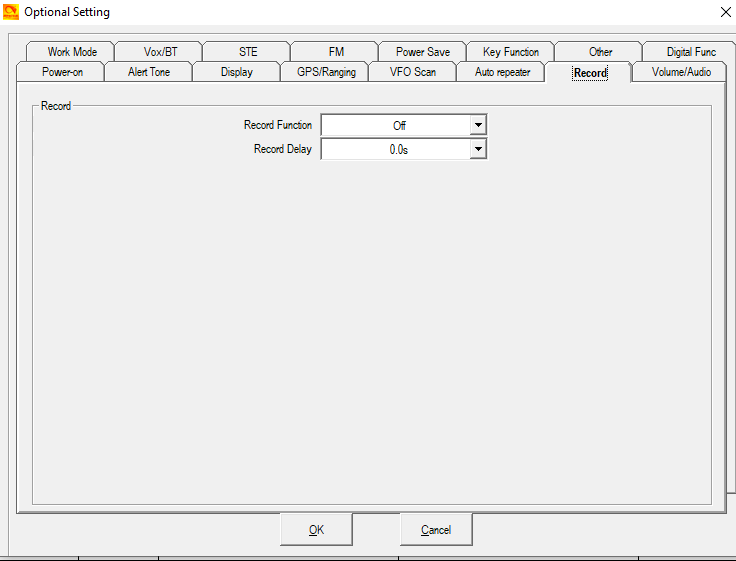 Optional Setting
Work Mode Vox/BT STE FM Power Save Key Function Other Digital Func
Power-on Alert Tone Display GPS/Ranging VFO Scan Auto repeater Record Volume/Audio
Record
Record Function Off
Record Delay 0.0s
OK Cancel